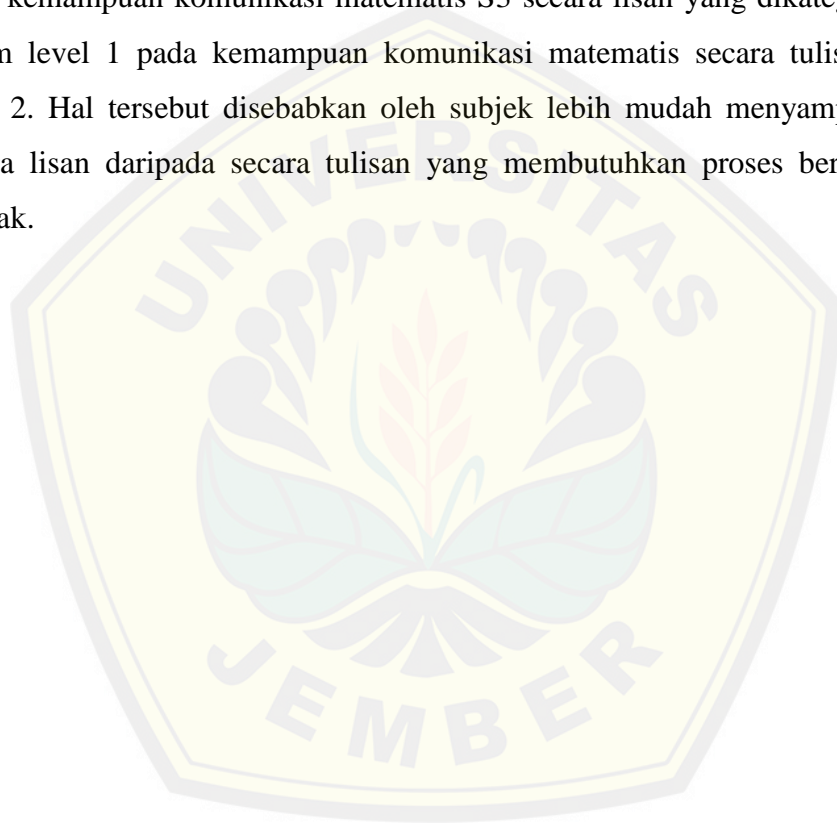 kemampuan komunikasi matematis S3 secara lisan yang dikateg
m level 1 pada kemampuan komunikasi matematis secara tulis
2. Hal tersebut disebabkan oleh subjek lebih mudah menyamp
a lisan daripada secara tulisan yang membutuhkan proses ber
ak.
UNIVERSITAS
JEMBER